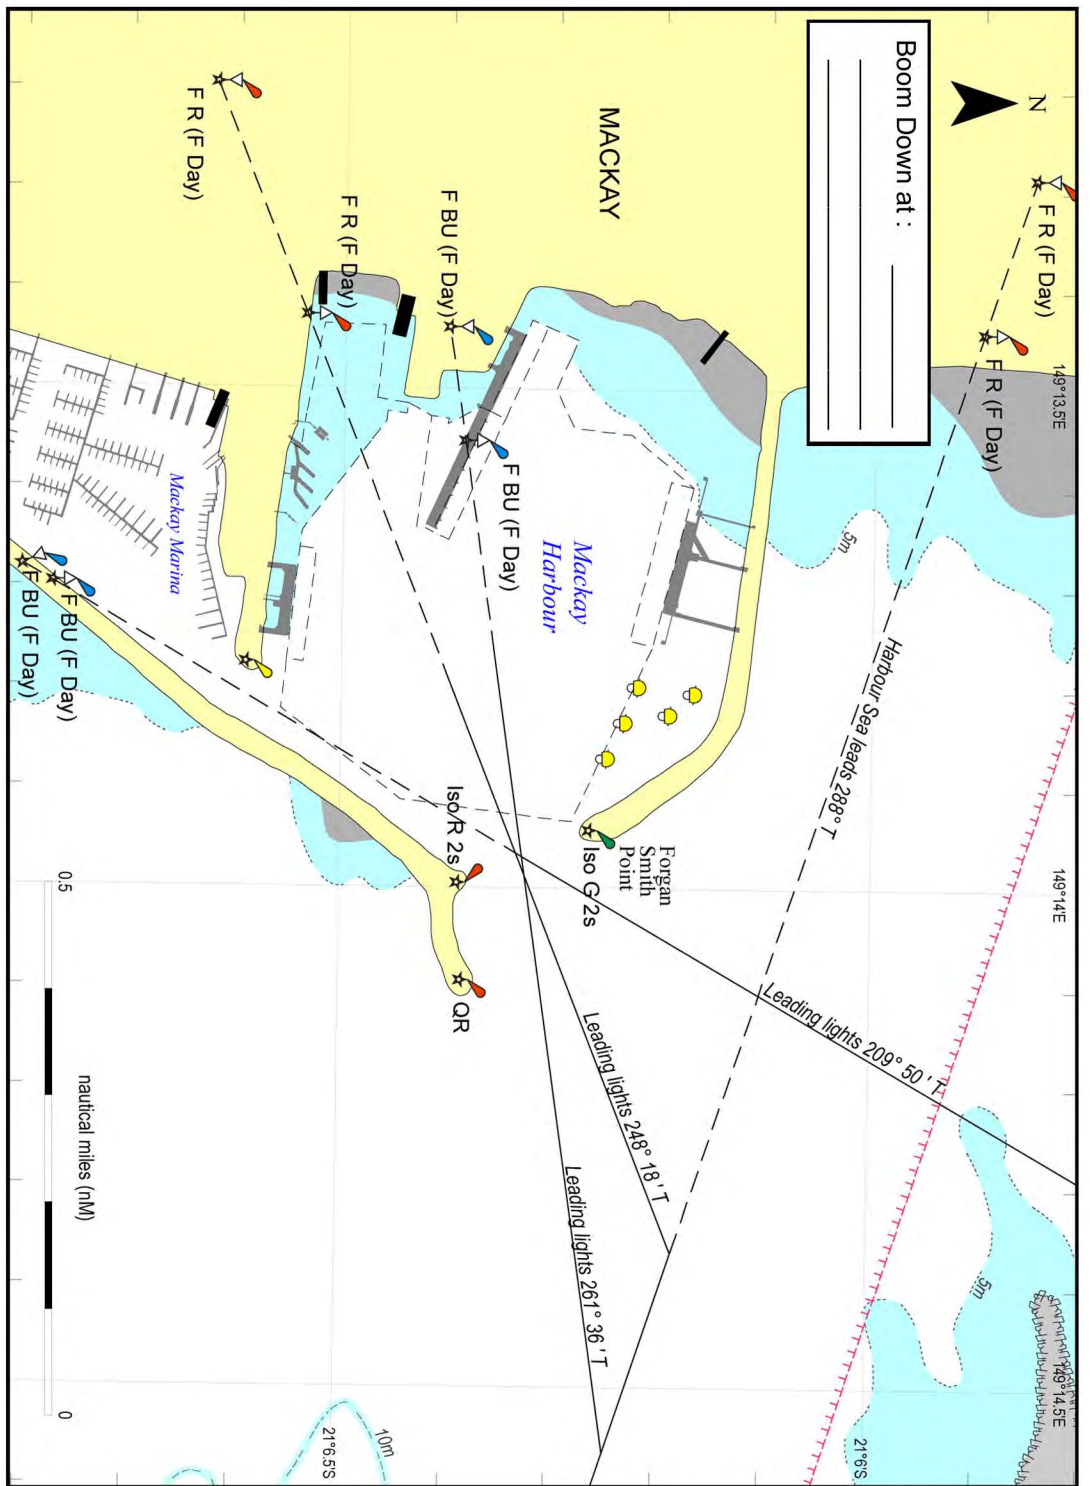 N
Boom Down at :
F R (F Day)
F R (F Day)
149°13.5'E
MACKAY
F R (F Day)
F R (F Day)
F BU (F Day)
F BU (F Day)
Mackay
Harbour
5m
Mackay Marina
F BU (F Day)
F BU (F Day)
Harbour Sea leads 288° T
Iso R 2s
Iso G 2s
Forgan
Smith
Point
149°14'E
QR
Leading lights 209° 50 ' T
Leading lights 248° 18 ' T
Leading lights 261° 36 ' T
5m
149°14.5'E
10m
21°6.5'S
21°6'S
0.5
nautical miles (nM)
0